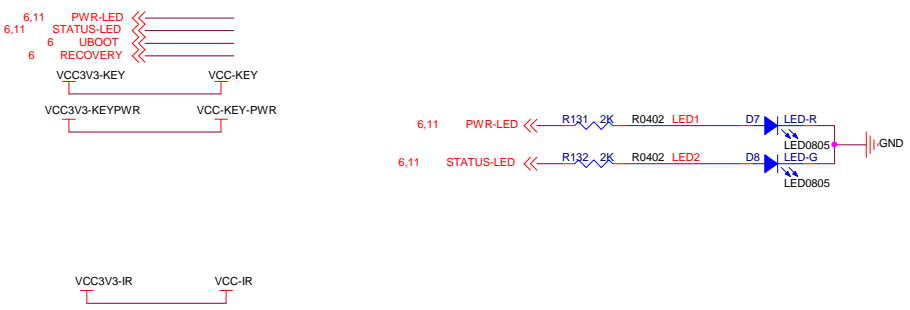 6,11 PWR-LED
6,11 STATUS-LED
6 UBOOT
6 RECOVERY
VCC3V3-KEY VCC-KEY
VCC3V3-KEYPWR VCC-KEY-PWR
6,11 PWR-LED R131 2K R0402 LED1 D7 LED-R
LED0805
GND
6,11 STATUS-LED R132 2K R0402 LED2 D8 LED-G
LED0805
VCC3V3-IR VCC-IR